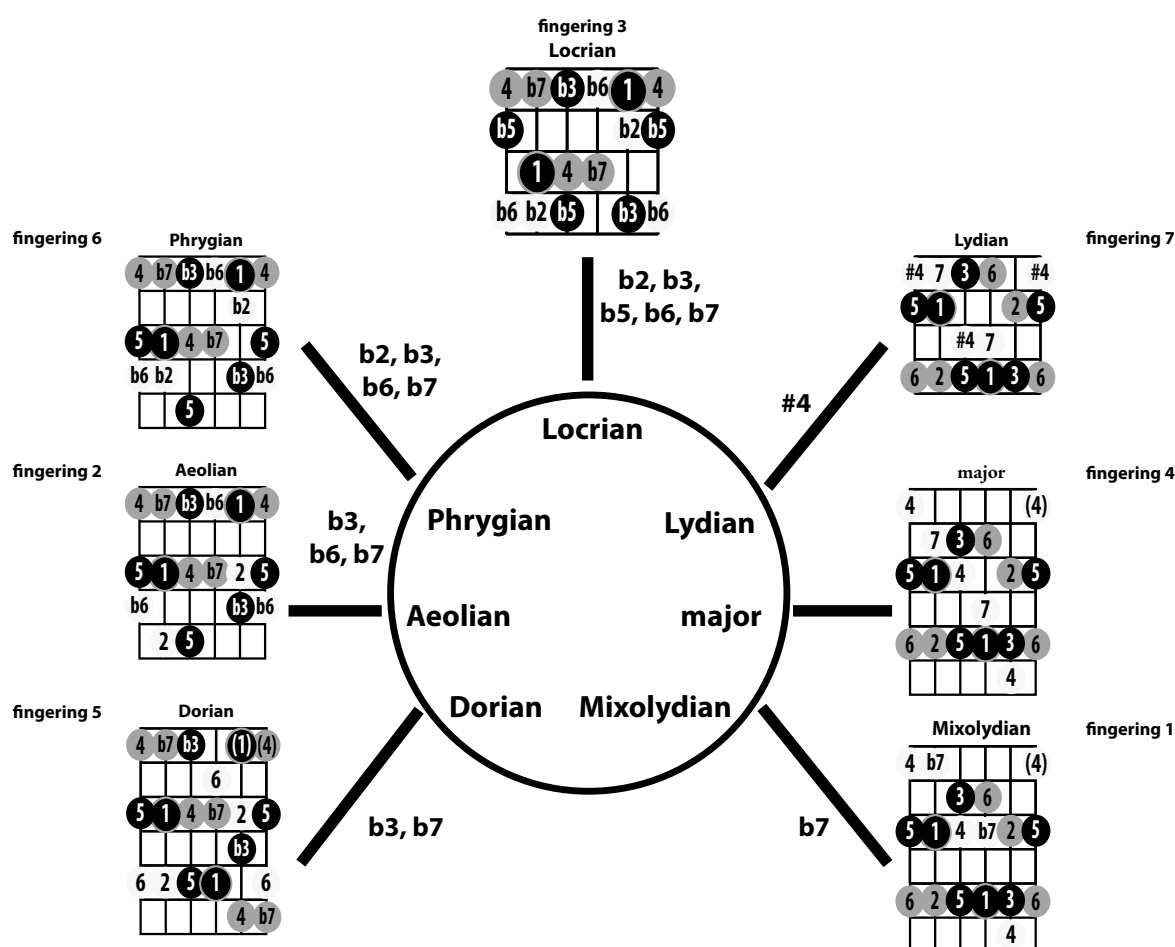 fingering 3
Locrian
4 b7 b3 b6 1 4
b5 b2 b5
1 4 b7
b6 b2 b5 b3 b6
fingering 6
Phrygian
4 b7 b3 b6 1 4
b2
5 1 4 b7 5
b6 b2 b3 b6
5
b2, b3,
b6, b7
b2, b3,
b5, b6, b7
Lydian
fingering 7
#4 7 3 6 #4
5 1 2 5
#4 7
6 2 5 1 3 6
#4
fingering 2
Aeolian
4 b7 b3 b6 1 4
5 1 4 b7 2 5
b6 b3 b6
2 5
b3,
b6, b7
Locrian
Phrygian
Lydian
Aeolian
major
Dorian
Mixolydian
major
fingering 4
4 (4)
7 3 6
5 1 4 2 5
7
6 2 5 1 3 6
4
fingering 5
Dorian
4 b7 b3 (1) (4)
6
5 1 4 b7 2 5
b3
6 2 5 1 6
4 b7
b3, b7
b7
Mixolydian
fingering 1
4 b7 (4)
3 6
5 1 4 b7 2 5
6 2 5 1 3 6
4